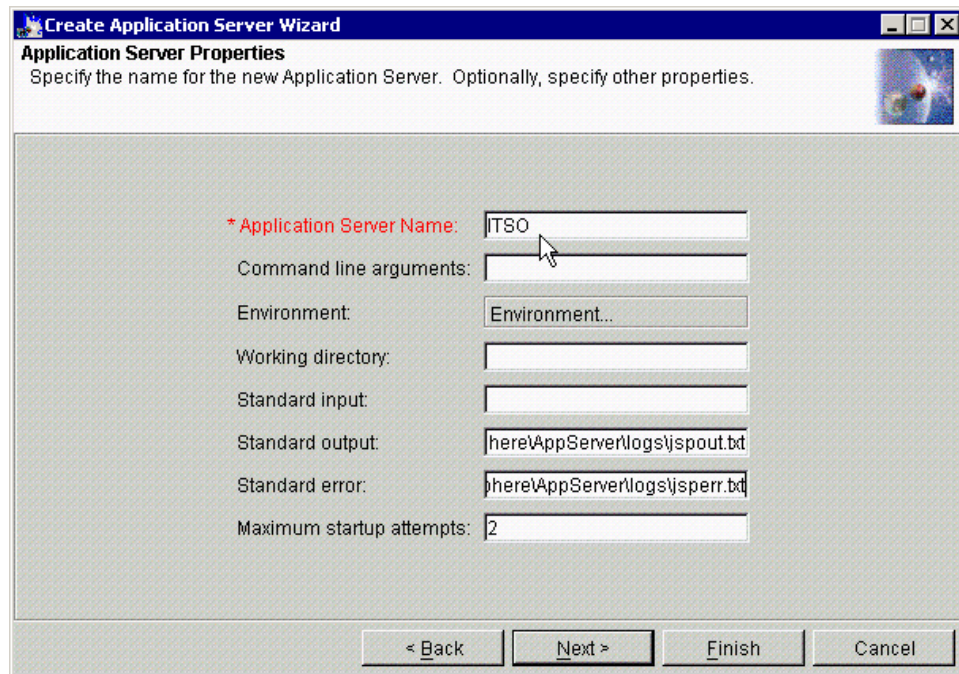 Create Application Server Wizard
Application Server Properties
Specify the name for the new Application Server. Optionally, specify other properties.
* Application Server Name: ITSO
Command line arguments:
Environment: Environment...
Working directory:
Standard input:
Standard output: here\AppServer\logs\jspout.txt
Standard error: here\AppServer\logs\jsperr.txt
Maximum startup attempts: 2
< Back Next > Finish Cancel